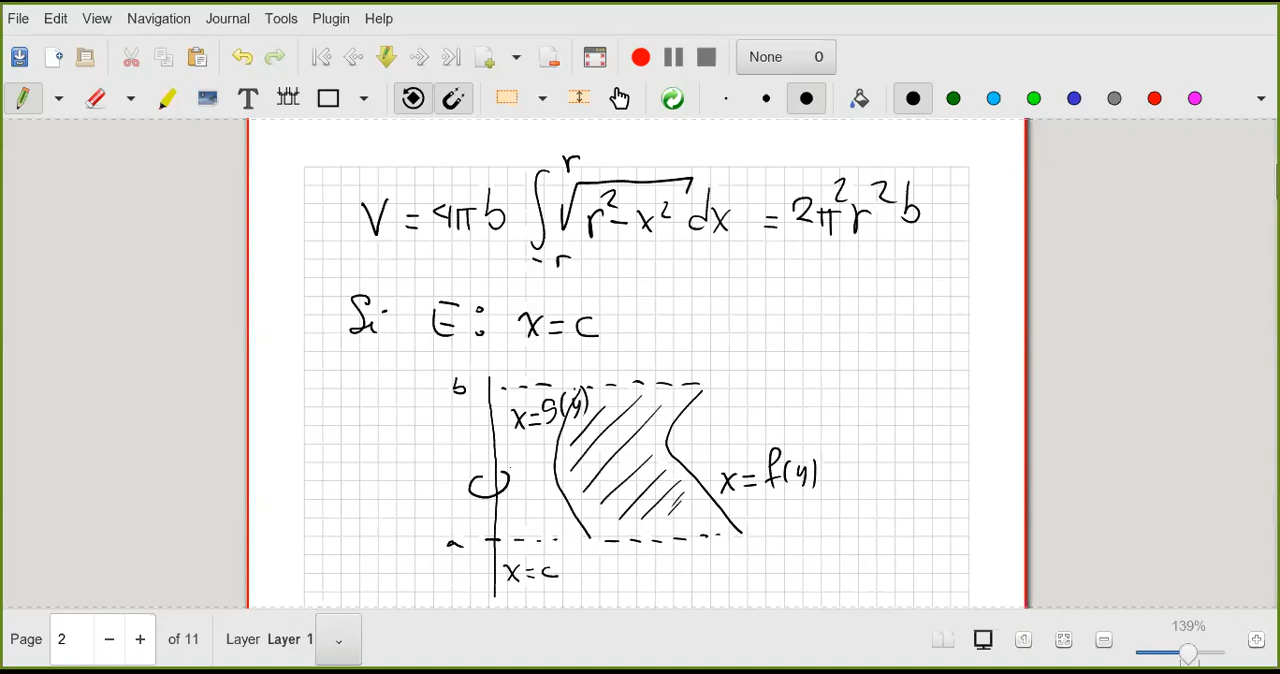 File Edit View Navigation Journal Tools Plugin Help
None 0
V = 4πb ∫_{-r}^{r} √(r² - x²) dx = 2π²r²b
Si E: x = c
b
x=g(y)
x = f(y)
a
x=c
Page 2 of 11 Layer Layer 1 139%